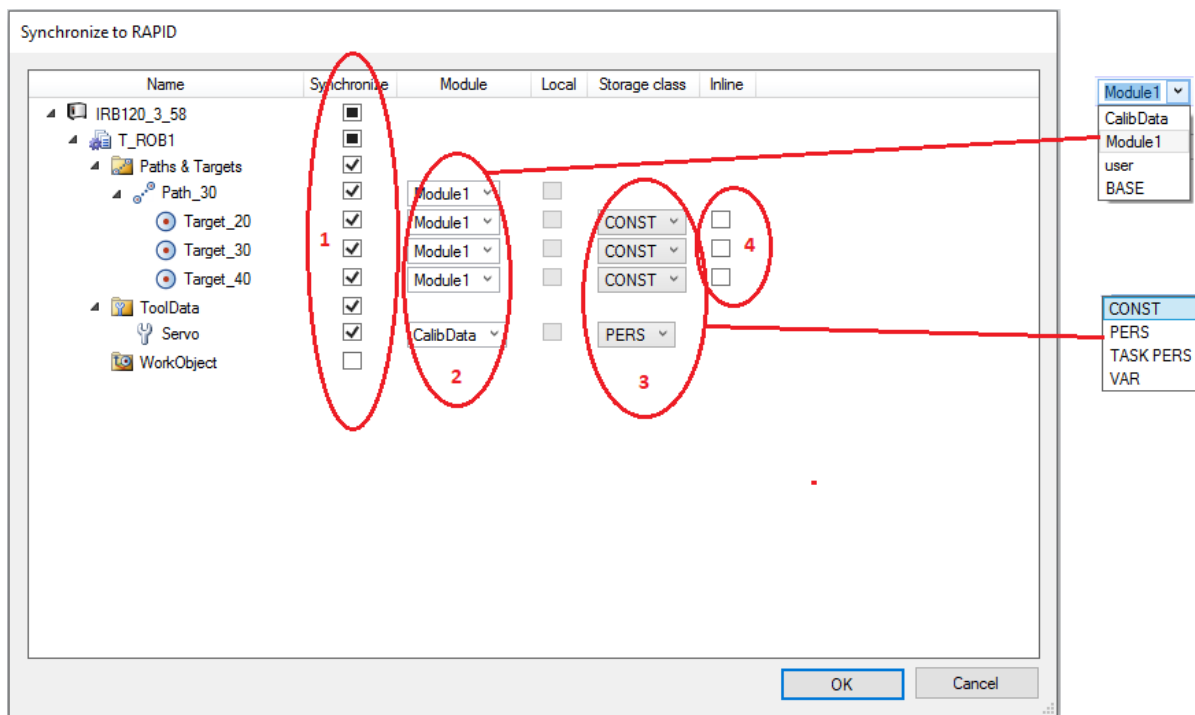 Synchronize to RAPID
Name Synchronize Module Local Storage class Inline
IRB120_3_58
T_ROB1
Paths & Targets
Path_30 Module1
Target_20 Module1 CONST
Target_30 Module1 CONST
Target_40 Module1 CONST
ToolData
Servo CalibData PERS
WorkObject
1
2
3
4
OK Cancel
Module1
CalibData
Module1
user
BASE
CONST
PERS
TASK PERS
VAR